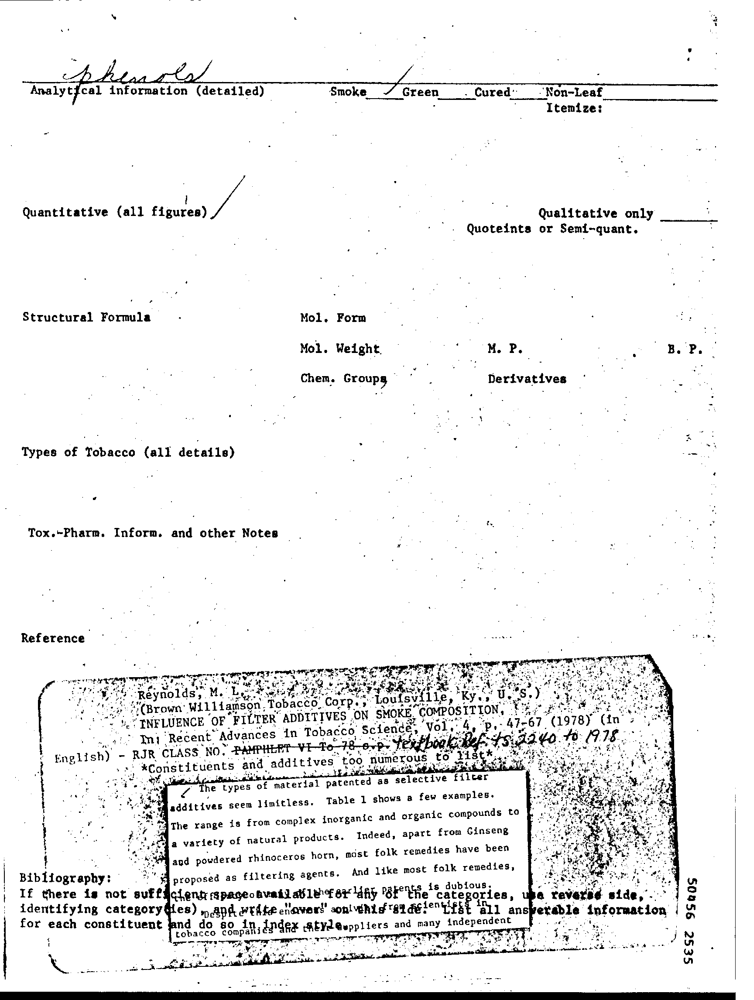 phenols
Analytical information (detailed) Smoke Green Cured Non-Leaf
Itemize:
Quantitative (all figures) Qualitative only
Quoteints or Semi-quant.
Structural Formula Mol. Form
Mol. Weight M. P. B. P.
Chem. Groups Derivatives
Types of Tobacco (all details)
Tox.-Pharm. Inform. and other Notes
Reference
Reynolds, M. L.
(Brown Williamson Tobacco Corp., Louisville, Ky., U. S.)
INFLUENCE OF FILTER ADDITIVES ON SMOKE COMPOSITION,
In: Recent Advances in Tobacco Science, Vol. 4, p. 47-67 (1978) (in
English) - RJR CLASS NO. PAMPHLET VI To 78 o.p. textbook Ref. TS 2240 to 1978
*Constituents and additives too numerous to list*
The types of material patented as selective filter
additives seem limitless. Table 1 shows a few examples.
The range is from complex inorganic and organic compounds to
a variety of natural products. Indeed, apart from Ginseng
and powdered rhinoceros horn, most folk remedies have been
proposed as filtering agents. And like most folk remedies,
patents is dubious.
tobacco companies and suppliers and many independent
Bibliography:
If there is not sufficient space available for any of the categories, use reverse side,
identifying category(ies), and write "over" on this side. List all answerable information
for each constituent and do so in index style.
50456 2535